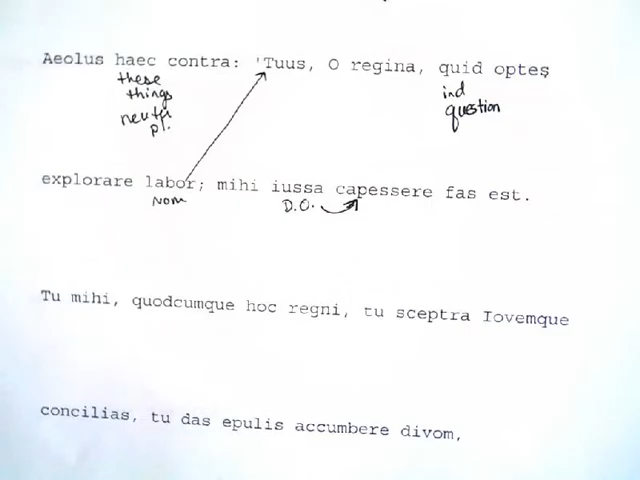 Aeolus haec contra: 'Tuus, O regina, quid optes
these
things
neuter
pl.
ind
question
explorare labor; mihi iussa capessere fas est.
Nom
D.O.
Tu mihi, quodcumque hoc regni, tu sceptra Iovemque
concilias, tu das epulis accumbere divom,